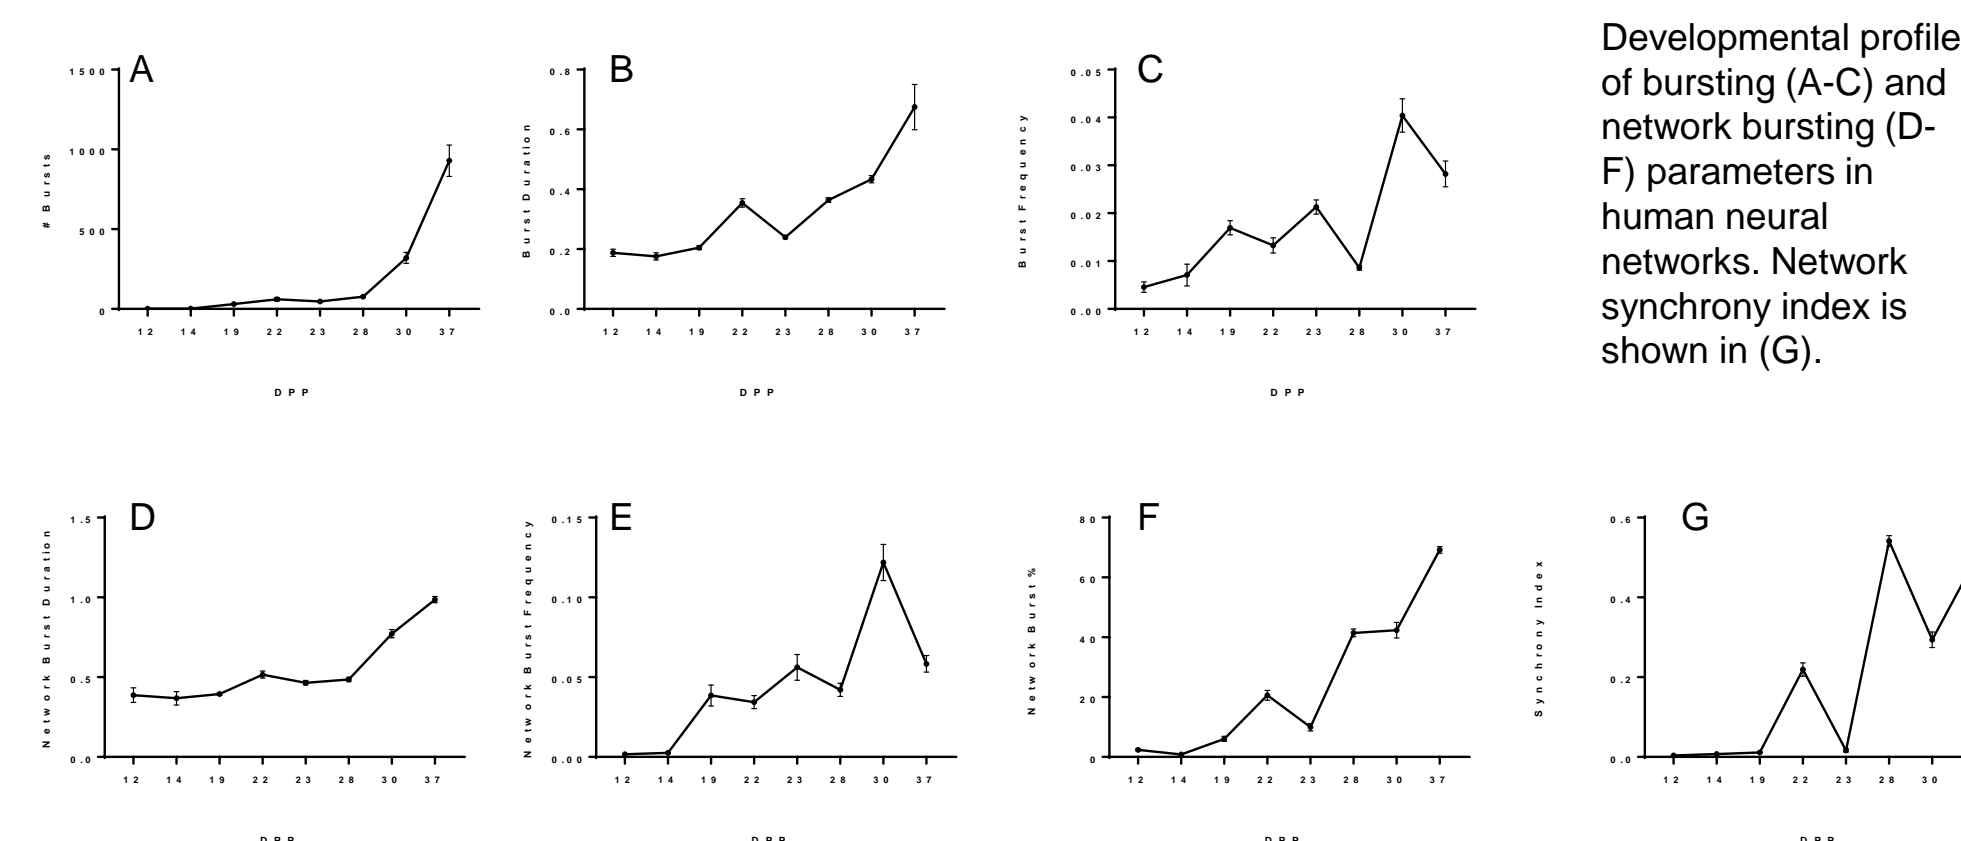 A
1500
1000
500
0
# Bursts
12 14 19 22 23 28 30 37
DPP
B
0.8
0.6
0.4
0.2
0.0
Burst Duration
12 14 19 22 23 28 30 37
DPP
C
0.05
0.04
0.03
0.02
0.01
0.00
Burst Frequency
12 14 19 22 23 28 30 37
DPP
Developmental profile
of bursting (A-C) and
network bursting (D-
F) parameters in
human neural
networks. Network
synchrony index is
shown in (G).
D
1.5
1.0
0.5
0.0
Network Burst Duration
12 14 19 22 23 28 30 37
DPP
E
0.15
0.10
0.05
0.00
Network Burst Frequency
12 14 19 22 23 28 30 37
DPP
F
80
60
40
20
0
Network Burst %
12 14 19 22 23 28 30 37
DPP
G
0.6
0.4
0.2
0.0
Synchrony Index
12 14 19 22 23 28 30
DPP